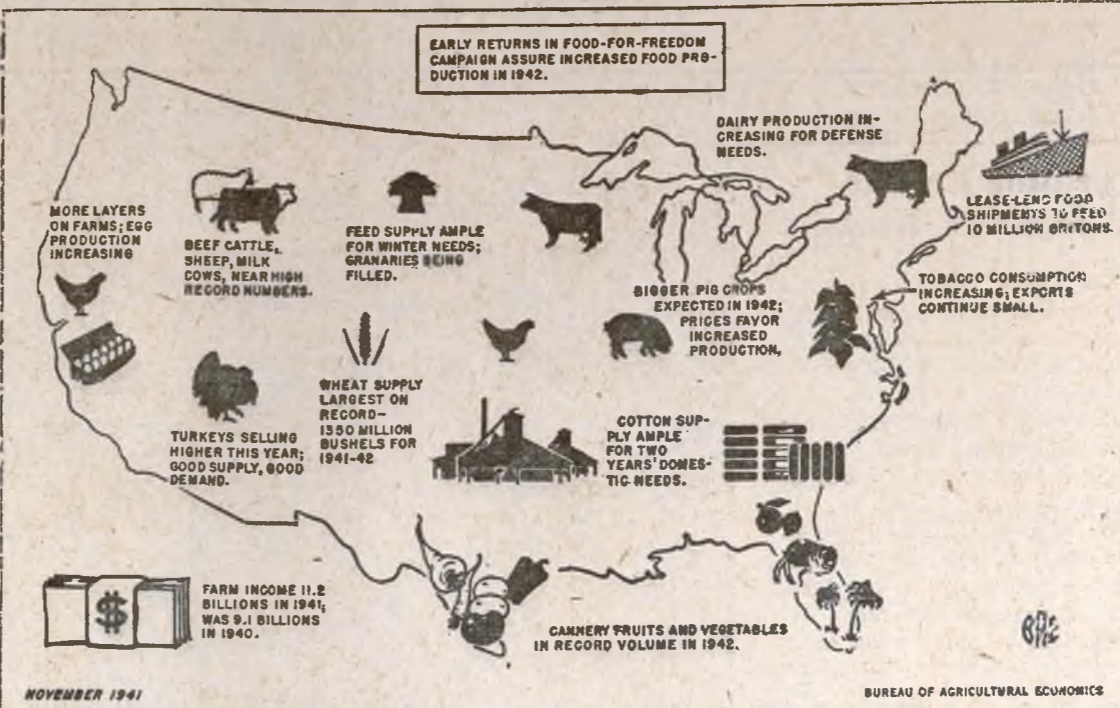 EARLY RETURNS IN FOOD-FOR-FREEDOM
CAMPAIGN ASSURE INCREASED FOOD PRO-
DUCTION IN 1942.
DAIRY PRODUCTION IN-
CREASING FOR DEFENSE
NEEDS.
LEASE-LEND FOOD
SHIPMENTS TO FEED
10 MILLION BRITONS.
MORE LAYERS
ON FARMS; EGG
PRODUCTION
INCREASING
BEEF CATTLE,
SHEEP, MILK
COWS, NEAR HIGH
RECORD NUMBERS.
FEED SUPPLY AMPLE
FOR WINTER NEEDS;
GRANARIES BEING
FILLED.
BIGGER PIG CROPS
EXPECTED IN 1942;
PRICES FAVOR
INCREASED
PRODUCTION.
TOBACCO CONSUMPTION
INCREASING; EXPORTS
CONTINUE SMALL.
TURKEYS SELLING
HIGHER THIS YEAR;
GOOD SUPPLY, GOOD
DEMAND.
WHEAT SUPPLY
LARGEST ON
RECORD-
1350 MILLION
BUSHELS FOR
1941-42
COTTON SUP-
PLY AMPLE
FOR TWO
YEARS' DOMES-
TIC NEEDS.
$
FARM INCOME 11.2
BILLIONS IN 1941,
WAS 9.1 BILLIONS
IN 1940.
CANNERY FRUITS AND VEGETABLES
IN RECORD VOLUME IN 1942.
BAE
NOVEMBER 1941
BUREAU OF AGRICULTURAL ECONOMICS